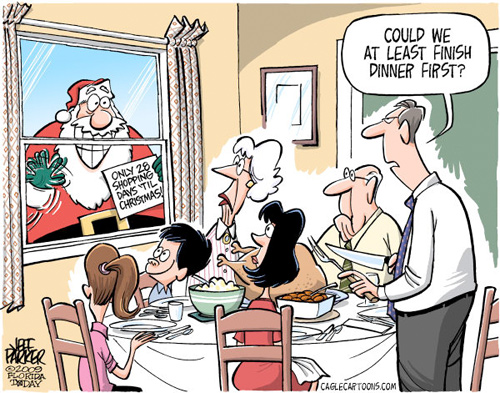 COULD WE
AT LEAST FINISH
DINNER FIRST?
ONLY 28
SHOPPING
DAYS 'TIL
CHRISTMAS!
JEFF
PARKER
©2009
FLORIDA
TODAY
CAGLECARTOONS.COM